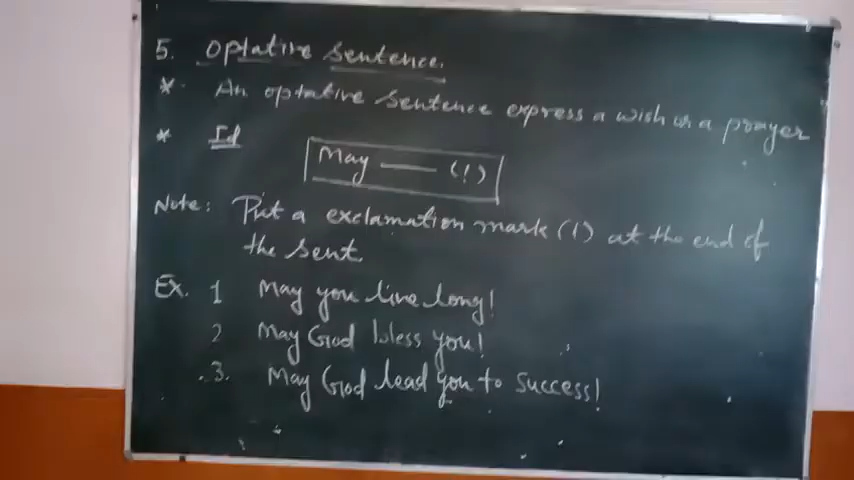 5. Optative Sentence.
* An optative sentence express a wish or a prayer
* Id
May —— (!)
Note: Put a exclamation mark (!) at the end of
the sent.
Ex. 1 May you live long!
2 May God bless you!
3. May God lead you to success!